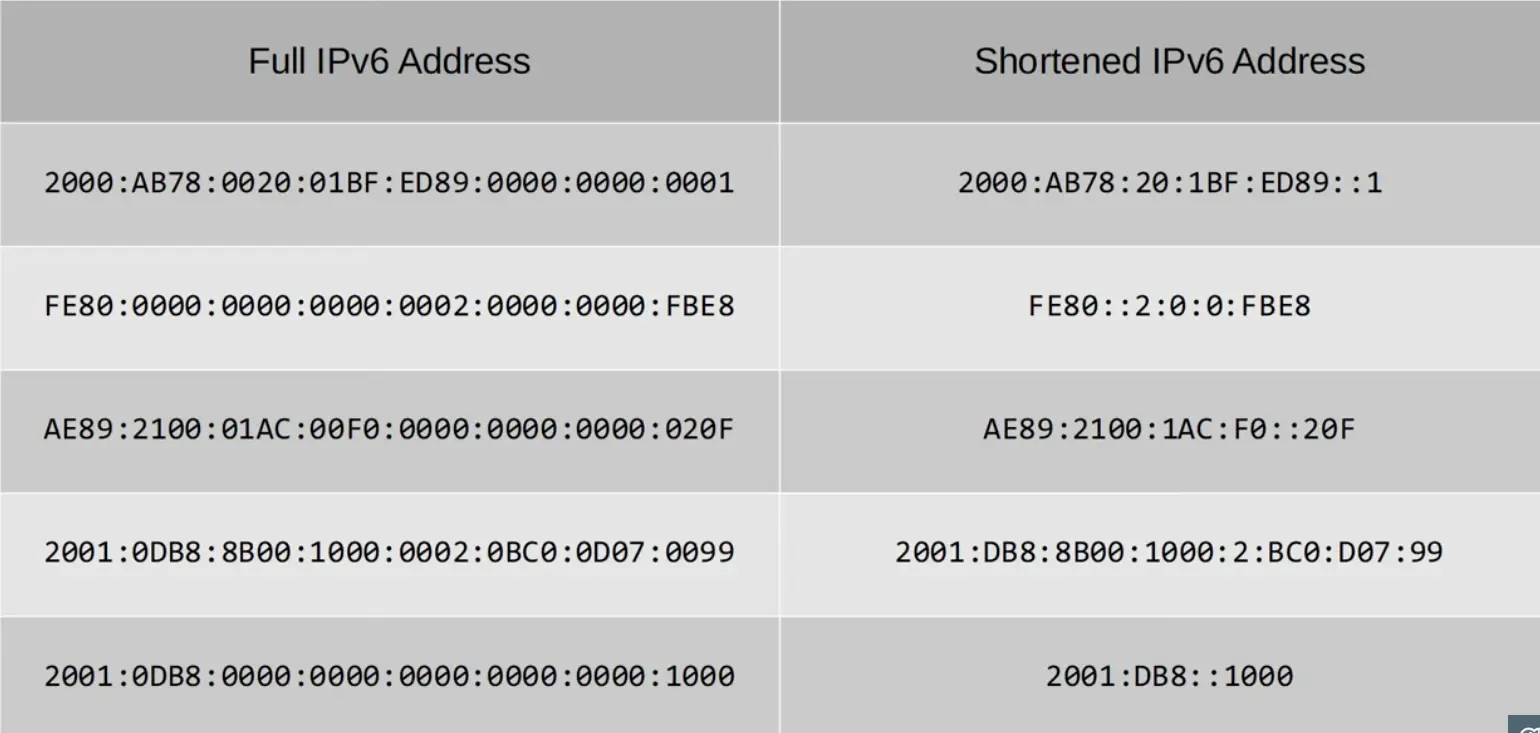 Full IPv6 Address
Shortened IPv6 Address
2000:AB78:0020:01BF:ED89:0000:0000:0001
2000:AB78:20:1BF:ED89::1
FE80:0000:0000:0000:0002:0000:0000:FBE8
FE80::2:0:0:FBE8
AE89:2100:01AC:00F0:0000:0000:0000:020F
AE89:2100:1AC:F0::20F
2001:0DB8:8B00:1000:0002:0BC0:0D07:0099
2001:DB8:8B00:1000:2:BC0:D07:99
2001:0DB8:0000:0000:0000:0000:0000:1000
2001:DB8::1000